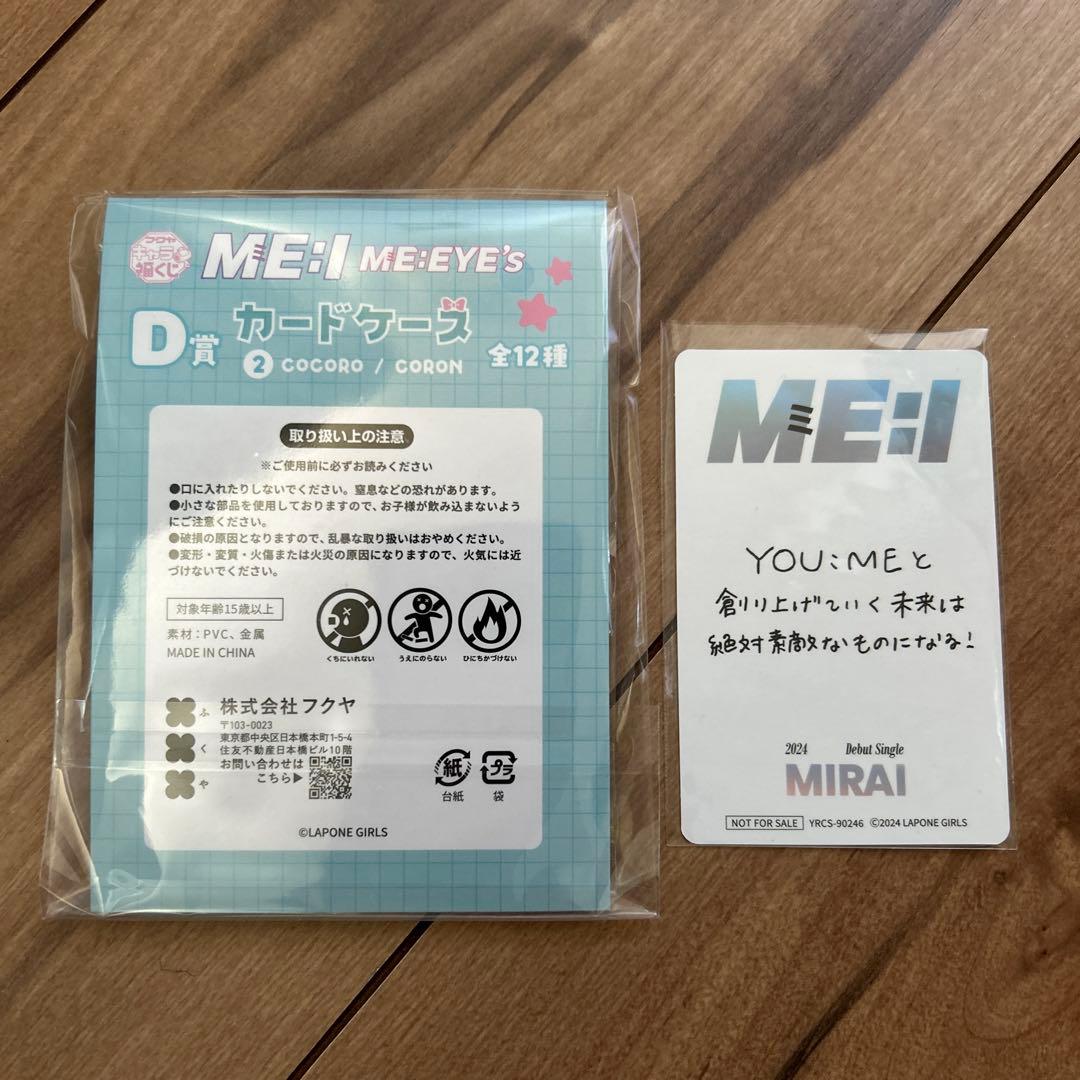 フクヤ
キャラ
福くじ
MEミ:I ME:EYE's
D賞 カードケース
2 COCORO / CORON 全12種
取り扱い上の注意
※ご使用前に必ずお読みください
●口に入れたりしないでください。窒息などの恐れがあります。
●小さな部品を使用しておりますので、お子様が飲み込まないよう
にご注意ください。
●破損の原因となりますので、乱暴な取り扱いはおやめください。
●変形・変質・火傷または火災の原因になりますので、火気には近
づけないでください。
対象年齢15歳以上
素材：PVC、金属
MADE IN CHINA
くちにいれない うえにのらない ひにちかづけない
ふくや
株式会社フクヤ
〒103-0023
東京都中央区日本橋本町1-5-4
住友不動産日本橋ビル10階
お問い合わせは
こちら▶
紙 プラ
台紙 袋
©LAPONE GIRLS
MEミ:I
YOU:MEと
創り上げていく未来は
絶対素敵なものになる!
2024 Debut Single
MIRAI
NOT FOR SALE YRCS-90246 ©2024 LAPONE GIRLS